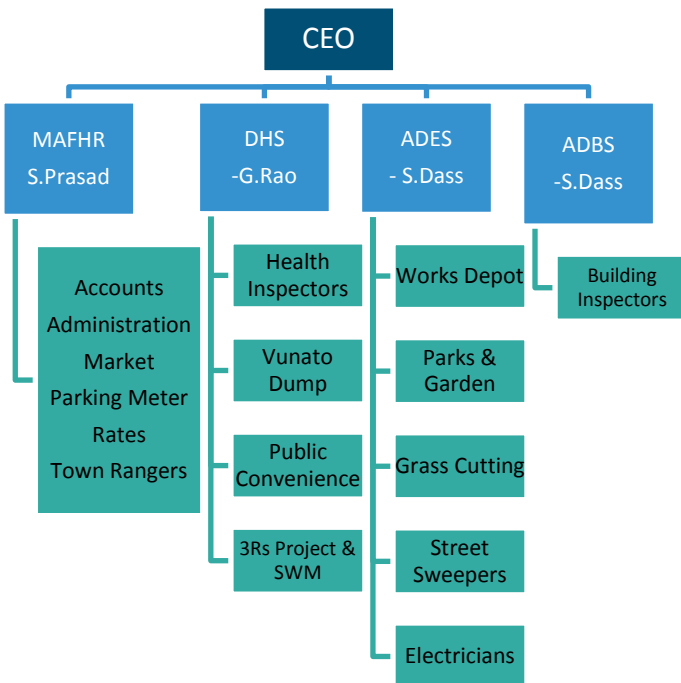 CEO
MAFHR
S.Prasad
DHS
-G.Rao
ADES
- S.Dass
ADBS
-S.Dass
Accounts
Administration
Market
Parking Meter
Rates
Town Rangers
Health
Inspectors
Vunato
Dump
Public
Convenience
3Rs Project &
SWM
Works Depot
Parks &
Garden
Grass Cutting
Street
Sweepers
Electricians
Building
Inspectors